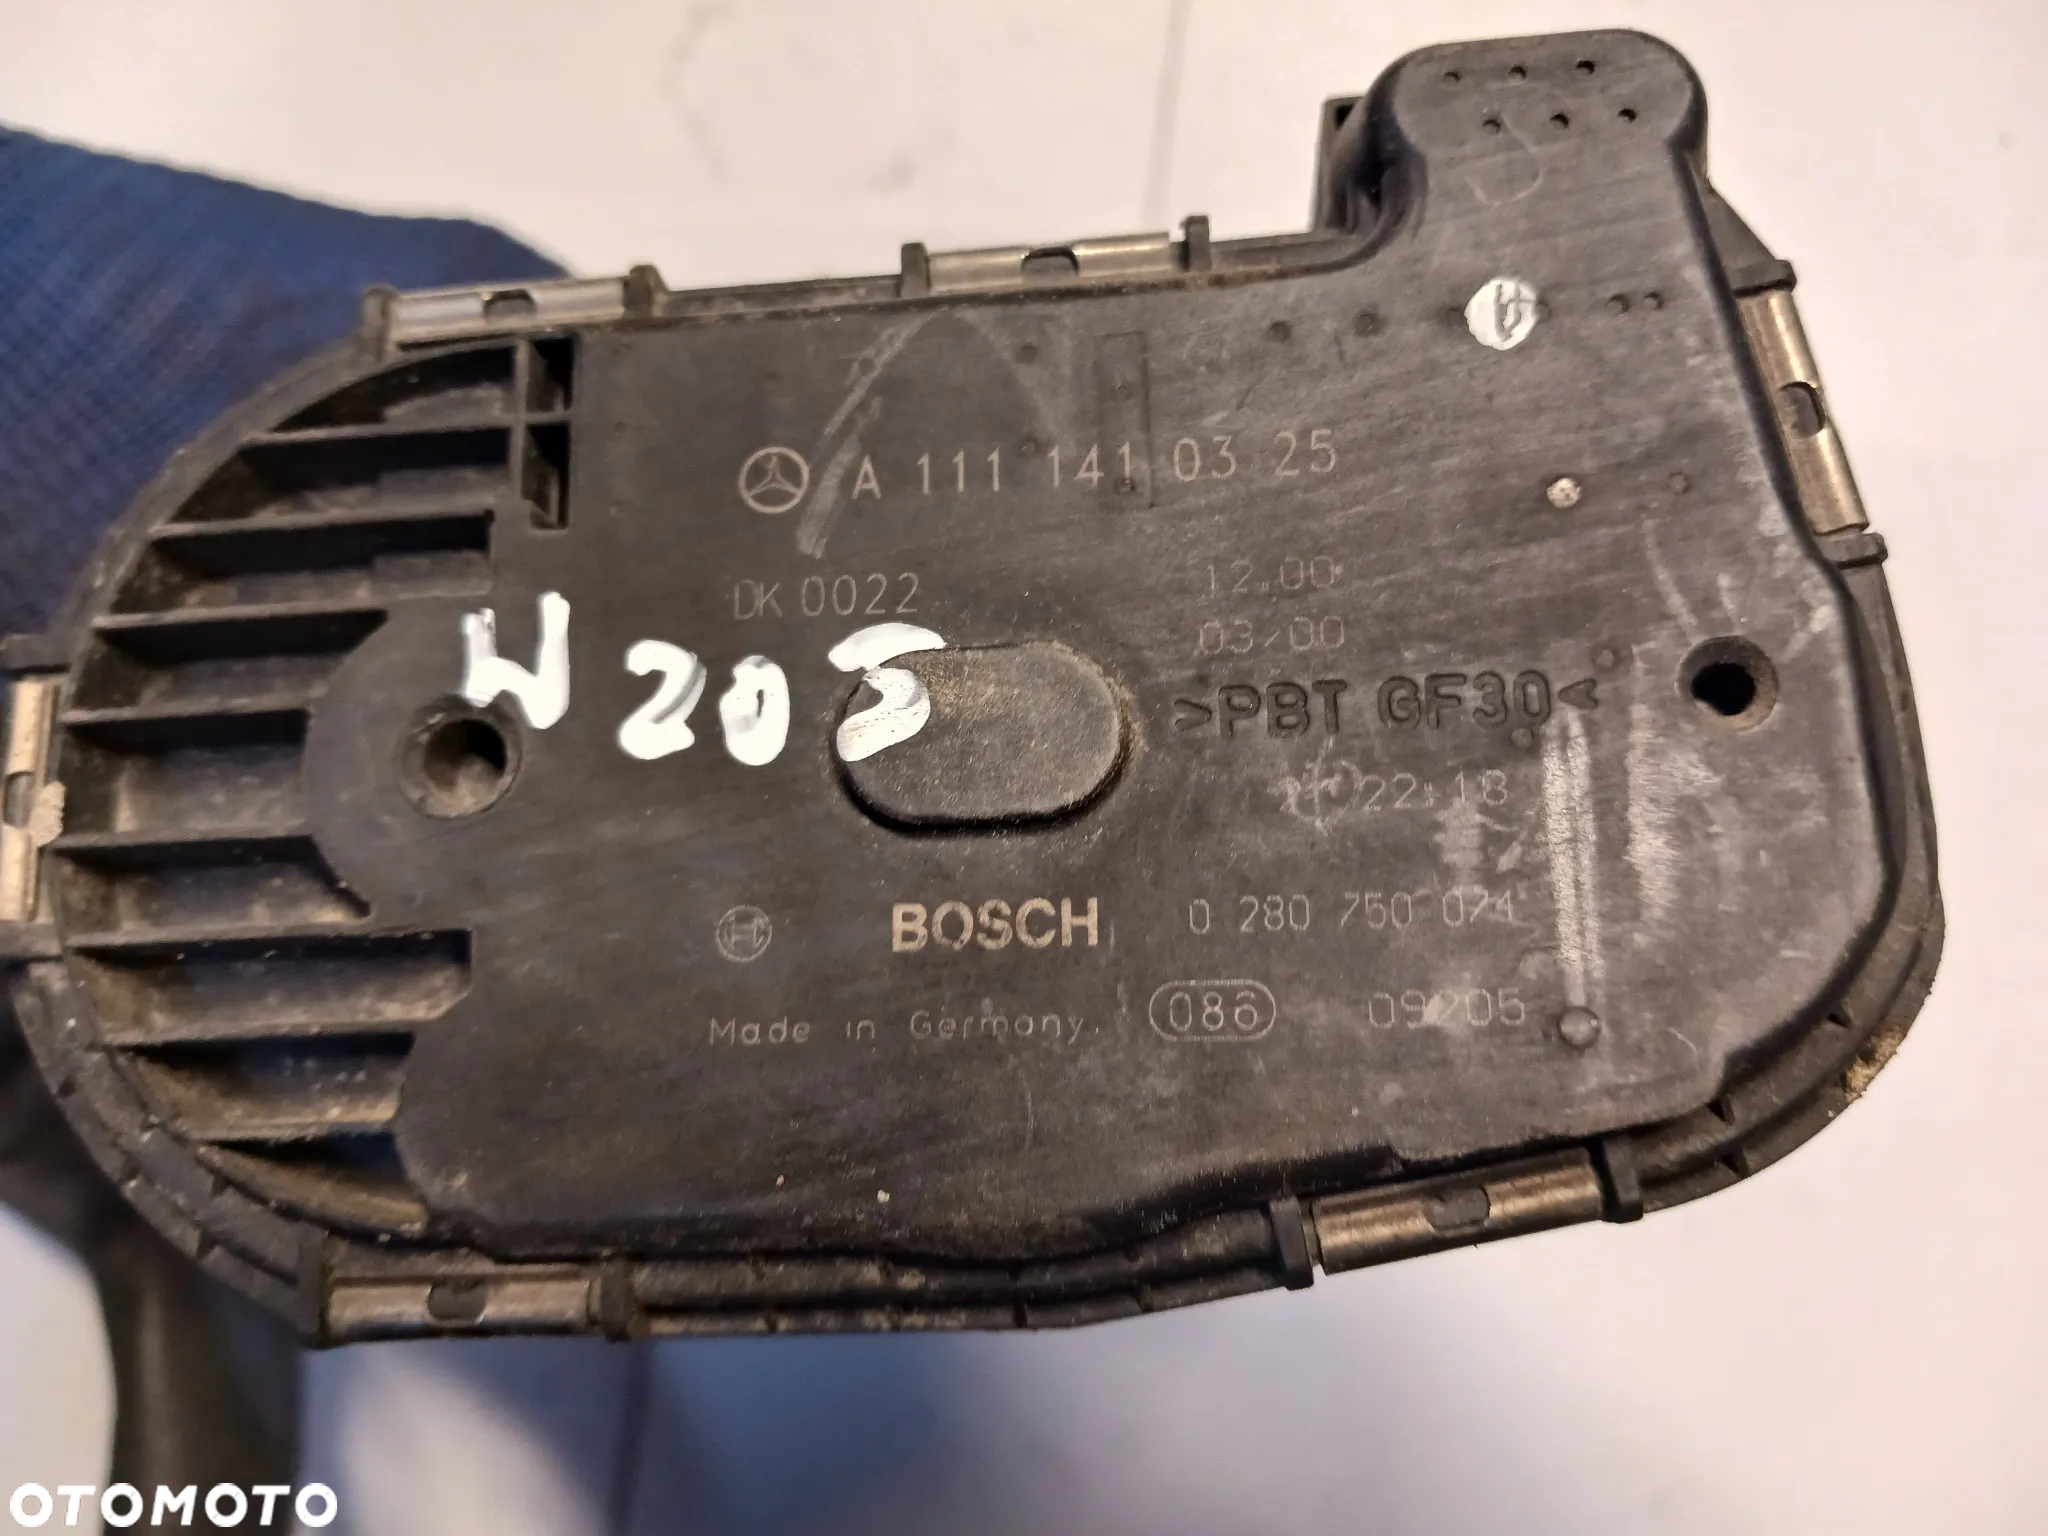 A 111 141 03 25
DK 0022
12.00
03/00
W 203
>PBT GF30<
22:18
BOSCH
0 280 750 074
Made in Germany
086
09205
OTOMOTO